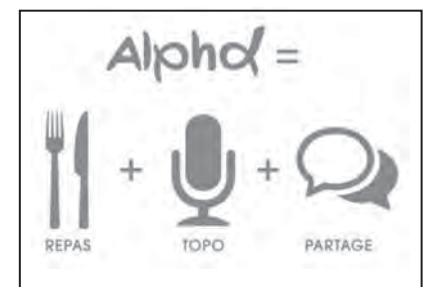 Alpha =
+ +
REPAS TOPO PARTAGE